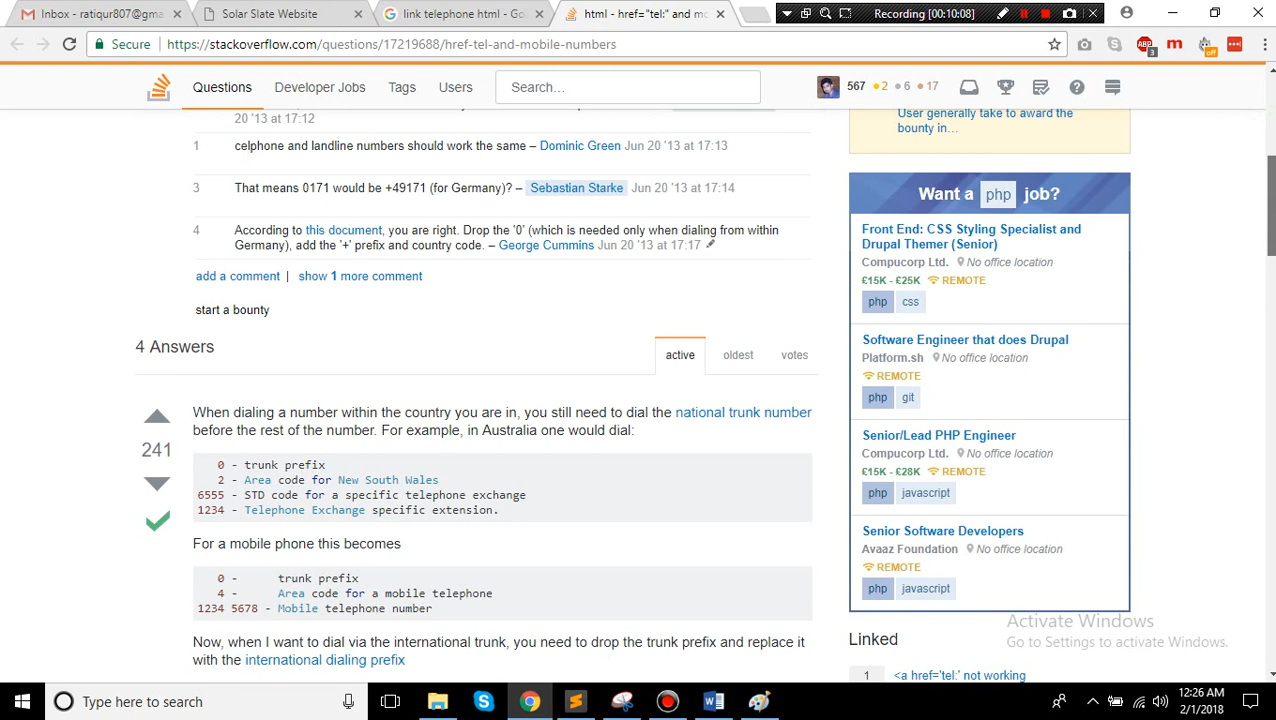 Inbox - ratiqur807@gma
Solar Slate Website
link telephone html - Go
html - href="tel:" and mo
Recording [00:10:08]
Secure
https://stackoverflow.com/questions/17219688/href-tel-and-mobile-numbers
ABP
3
m
off
Questions
Developer Jobs
Tags
Users
Search...
567 2 6 17
20 '13 at 17:12
1 celphone and landline numbers should work the same – Dominic Green Jun 20 '13 at 17:13
3 That means 0171 would be +49171 (for Germany)? – Sebastian Starke Jun 20 '13 at 17:14
4 According to this document, you are right. Drop the '0' (which is needed only when dialing from within
Germany), add the '+' prefix and country code. – George Cummins Jun 20 '13 at 17:17
add a comment | show 1 more comment
start a bounty
4 Answers
active oldest votes
241
When dialing a number within the country you are in, you still need to dial the national trunk number
before the rest of the number. For example, in Australia one would dial:
0 - trunk prefix
2 - Area code for New South Wales
6555 - STD code for a specific telephone exchange
1234 - Telephone Exchange specific extension.
For a mobile phone this becomes
0 - trunk prefix
4 - Area code for a mobile telephone
1234 5678 - Mobile telephone number
Now, when I want to dial via the international trunk, you need to drop the trunk prefix and replace it
with the international dialing prefix
User generally take to award the
bounty in…
Want a php job?
Front End: CSS Styling Specialist and
Drupal Themer (Senior)
Compucorp Ltd. No office location
£15K - £25K REMOTE
php css
Software Engineer that does Drupal
Platform.sh No office location
REMOTE
php git
Senior/Lead PHP Engineer
Compucorp Ltd. No office location
£15K - £28K REMOTE
php javascript
Senior Software Developers
Avaaz Foundation No office location
REMOTE
php javascript
Linked
1 <a href='tel:' not working
Activate Windows
Go to Settings to activate Windows.
Type here to search
12:26 AM
2/1/2018